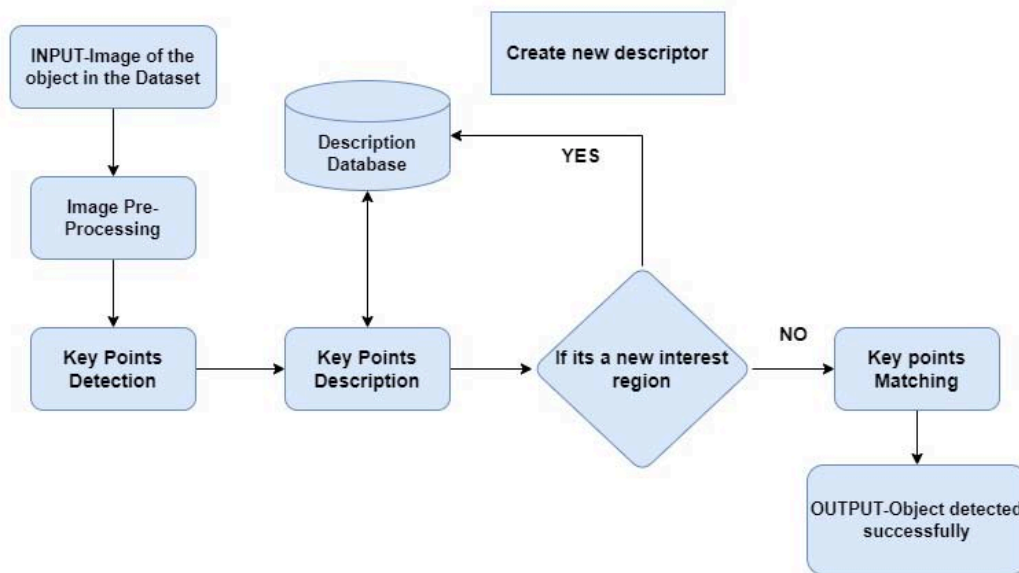 INPUT-Image of the
object in the Dataset
Create new descriptor
Description
Database
YES
Image Pre-
Processing
Key Points
Detection
Key Points
Description
If its a new interest
region
NO
Key points
Matching
OUTPUT-Object detected
successfully